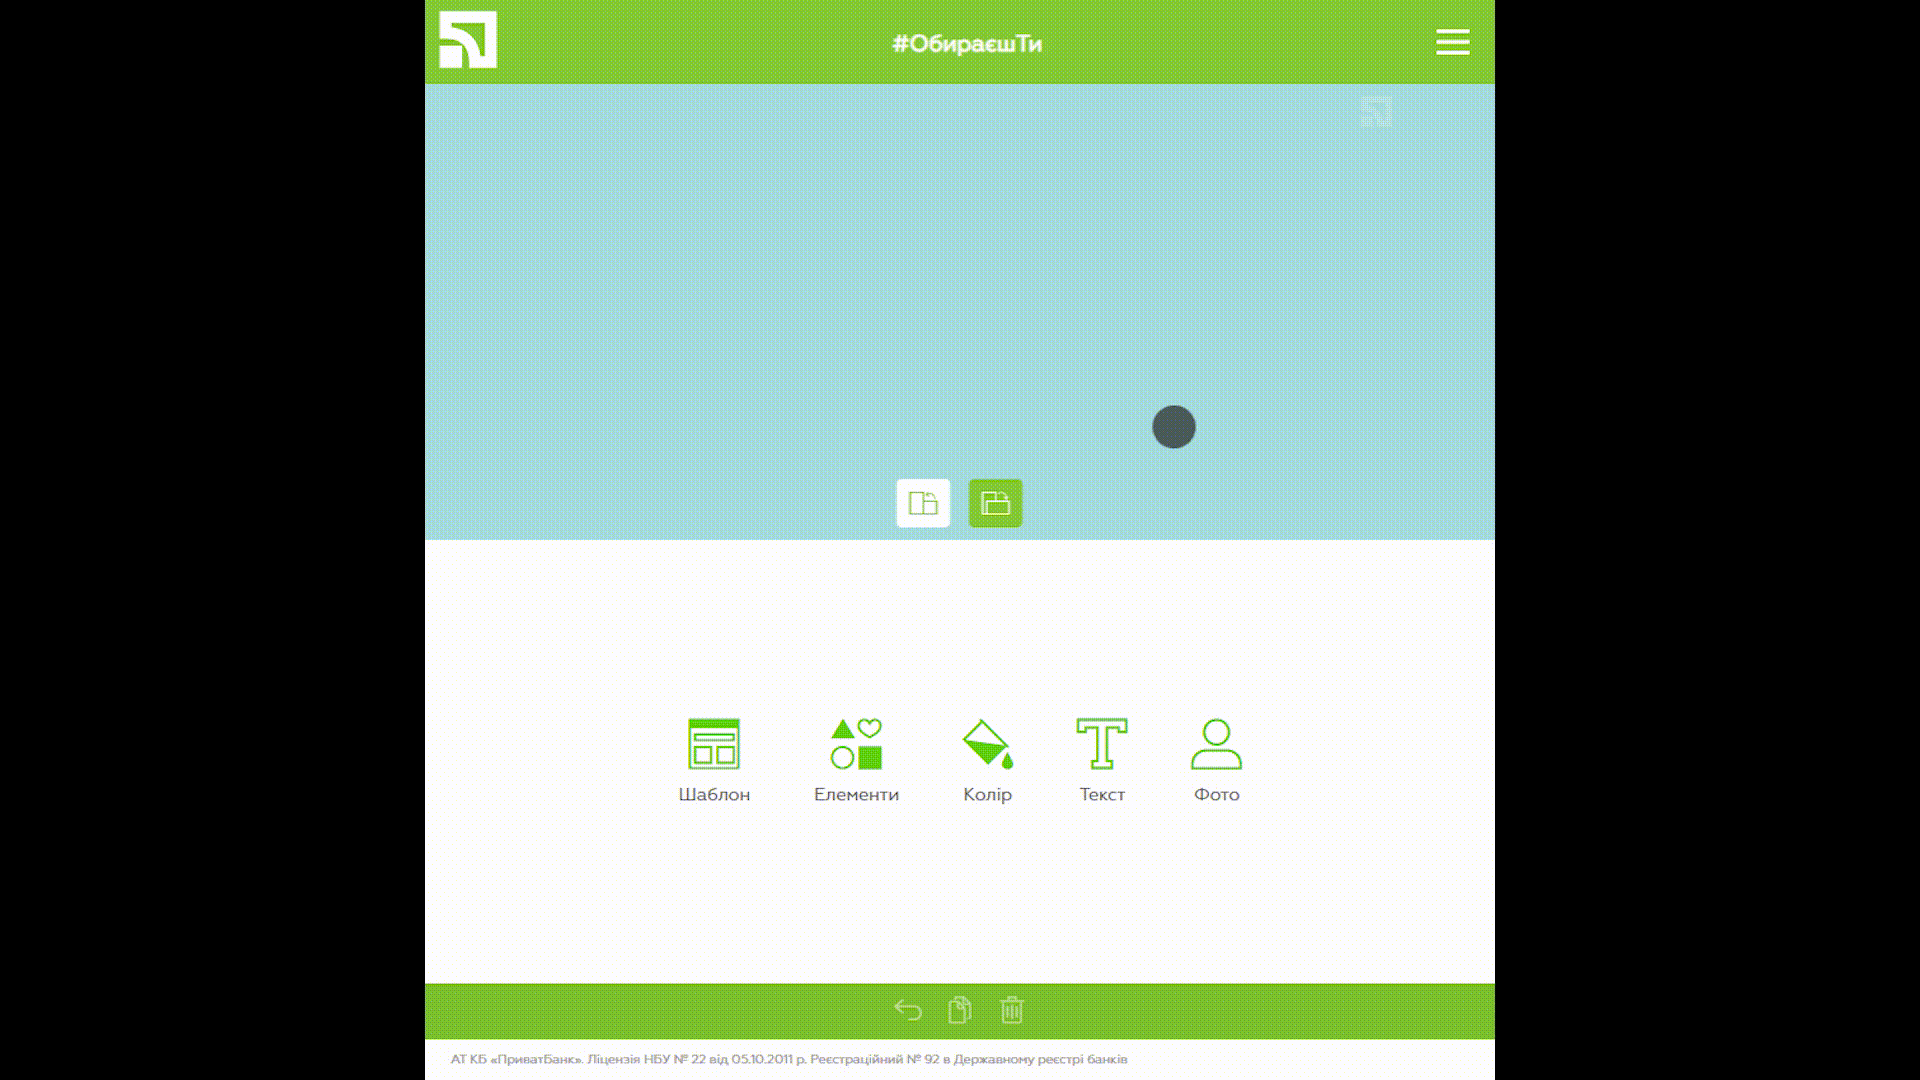 #ОбираєшТи
Шаблон
Елементи
Колір
Текст
Фото
АТ КБ «ПриватБанк». Ліцензія НБУ № 22 від 05.10.2011 р. Реєстраційний № 92 в Державному реєстрі банків